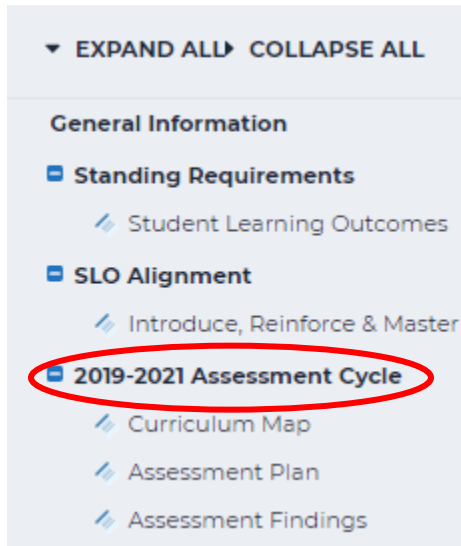 EXPAND ALL COLLAPSE ALL
General Information
Standing Requirements
Student Learning Outcomes
SLO Alignment
Introduce, Reinforce & Master
2019-2021 Assessment Cycle
Curriculum Map
Assessment Plan
Assessment Findings